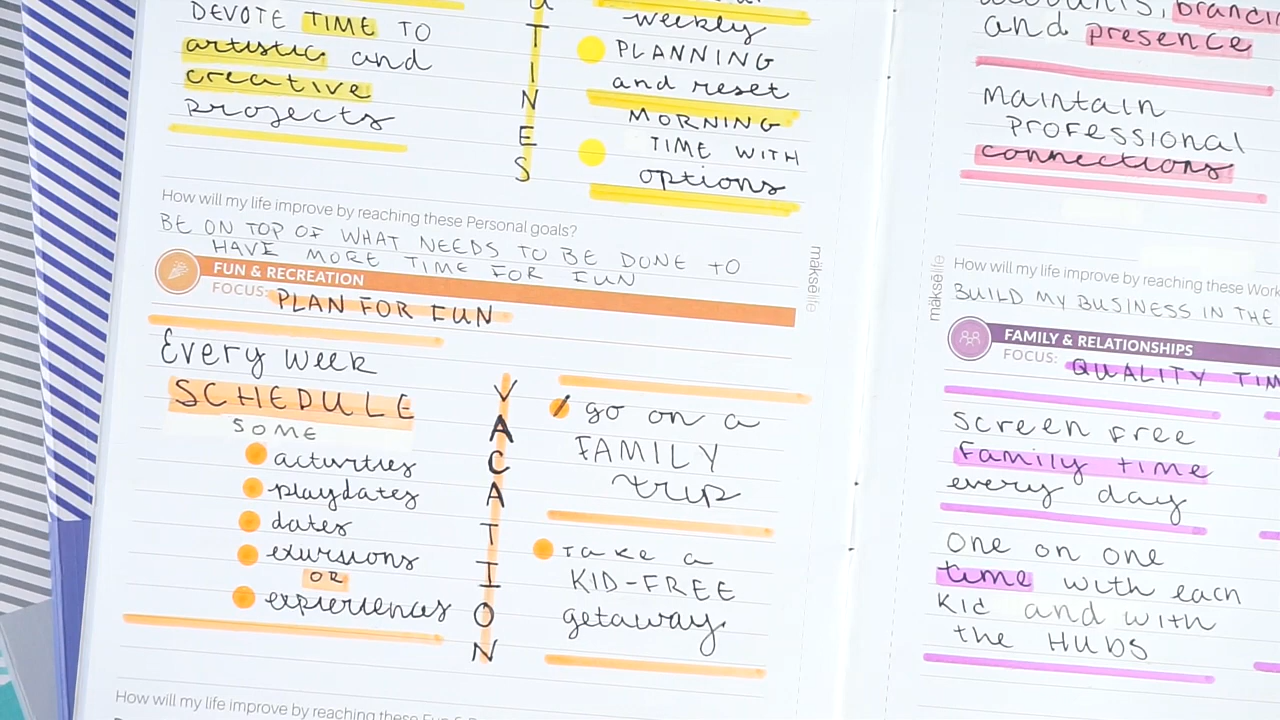 DEVOTE TIME TO
artistic and
creative
projects
UTINES
weekly
PLANNING
and reset
MORNING
TIME WITH
options
How will my life improve by reaching these Personal goals?
BE ON TOP OF WHAT NEEDS TO BE DONE TO
HAVE MORE TIME FOR FUN
mäksēlife
FUN & RECREATION
FOCUS: PLAN FOR FUN
Every week
SCHEDULE
SOME
activities
playdates
dates
exursions
OR
experiences
VACATION
go on a
FAMILY
trip
Take a
KID-FREE
getaway
How will my life improve by reaching these Fun &
and presence
maintain
PROFESSIONAL
connections
How will my life improve by reaching these Work
BUILD MY BUSINESS IN THE
mäksēlife
FAMILY & RELATIONSHIPS
FOCUS: QUALITY TIM
Screen Free
Family time
every day
One on one
time with each
Kid and with
the HUBS